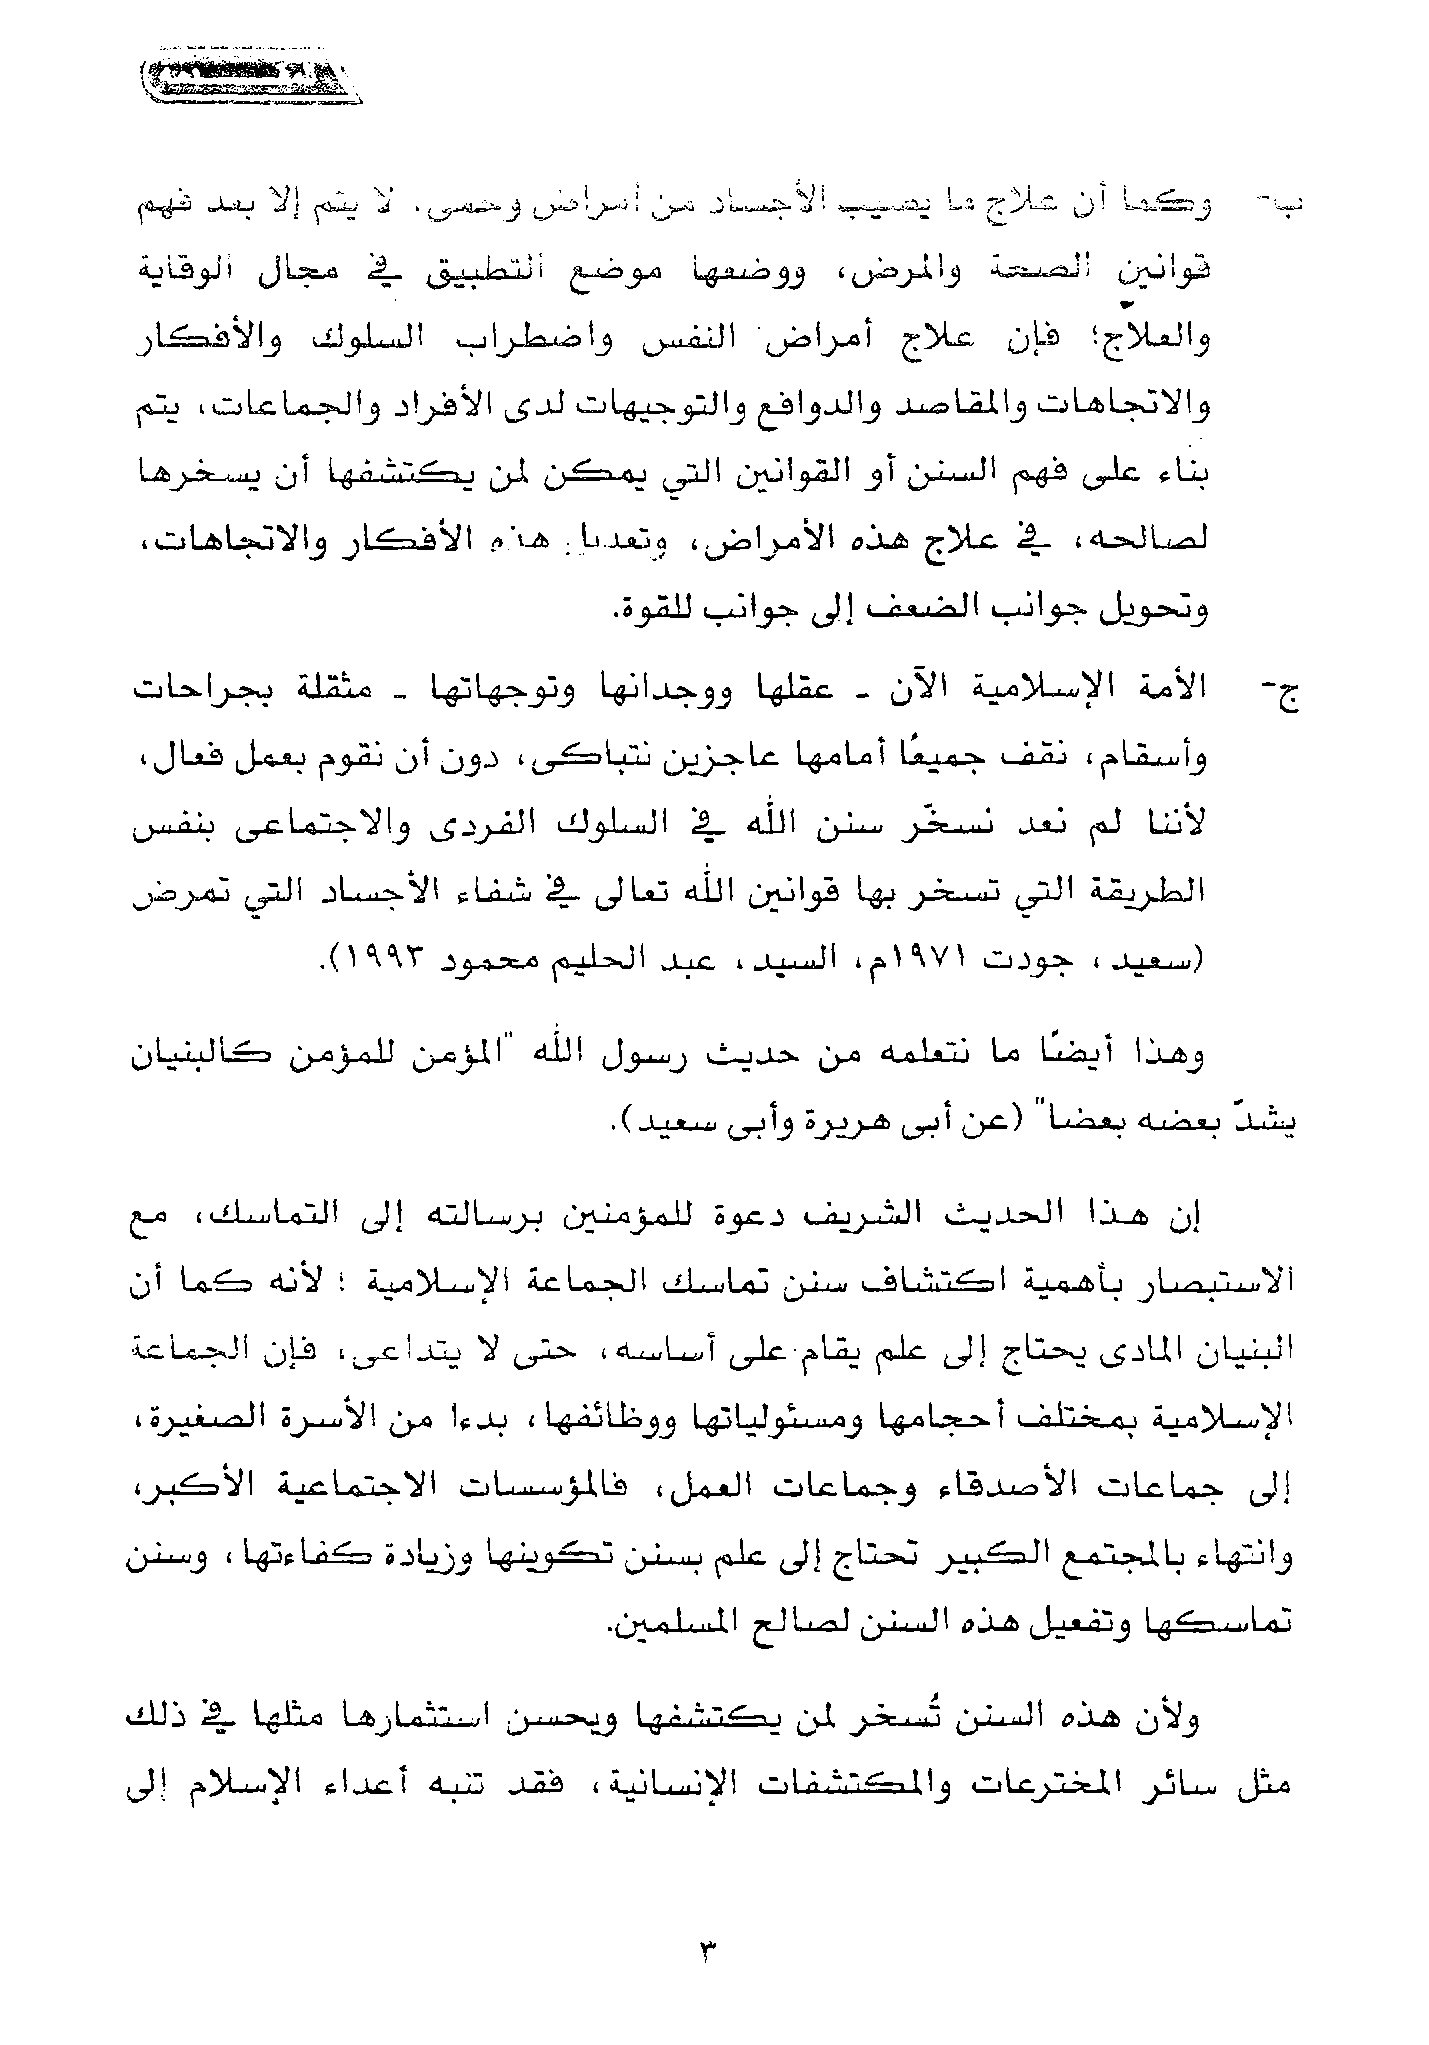 ب- وكما أن علاج ما يصيب الأجساد من أمراض وحمى، لا يتم إلا بعد فهم
قوانين الصحة والمرض، ووضعها موضع التطبيق في مجال الوقاية
والعلاج؛ فإن علاج أمراض النفس واضطراب السلوك والأفكار
والاتجاهات والمقاصد والدوافع والتوجيهات لدى الأفراد والجماعات، يتم
بناء على فهم السنن أو القوانين التي يمكن لمن يكتشفها أن يسخرها
لصالحه، في علاج هذه الأمراض، وتعديل هذه الأفكار والاتجاهات،
وتحويل جوانب الضعف إلى جوانب للقوة.
ج- الأمة الإسلامية الآن - عقلها ووجدانها وتوجهاتها - مثقلة بجراحات
وأسقام، نقف جميعًا أمامها عاجزين نتباكى، دون أن نقوم بعمل فعال،
لأننا لم نعد نسخّر سنن الله في السلوك الفردى والاجتماعى بنفس
الطريقة التي تسخر بها قوانين الله تعالى في شفاء الأجساد التي تمرض
(سعيد، جودت ١٩٧١م، السيد، عبد الحليم محمود ١٩٩٣).
وهذا أيضًا ما نتعلمه من حديث رسول الله "المؤمن للمؤمن كالبنيان
يشدّ بعضه بعضا" (عن أبى هريرة وأبى سعيد).
إن هذا الحديث الشريف دعوة للمؤمنين برسالته إلى التماسك، مع
الاستبصار بأهمية اكتشاف سنن تماسك الجماعة الإسلامية ؛ لأنه كما أن
البنيان المادى يحتاج إلى علم يقام على أساسه، حتى لا يتداعى، فإن الجماعة
الإسلامية بمختلف أحجامها ومسئولياتها ووظائفها، بدءا من الأسرة الصغيرة،
إلى جماعات الأصدقاء وجماعات العمل، فالمؤسسات الاجتماعية الأكبر،
وانتهاء بالمجتمع الكبير تحتاج إلى علم بسنن تكوينها وزيادة كفاءتها، وسنن
تماسكها وتفعيل هذه السنن لصالح المسلمين.
ولأن هذه السنن تُسخر لمن يكتشفها ويحسن استثمارها مثلها في ذلك
مثل سائر المخترعات والمكتشفات الإنسانية، فقد تنبه أعداء الإسلام إلى
٣